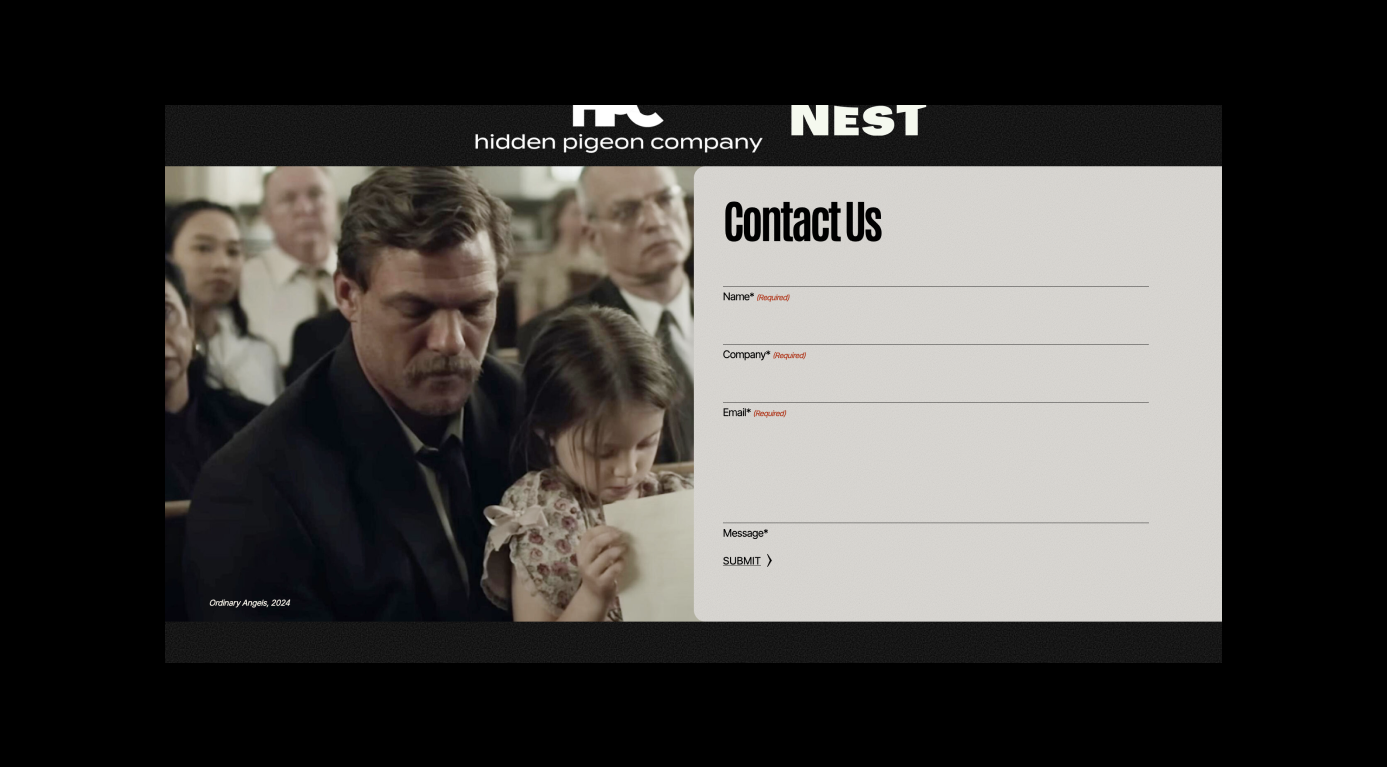 NEST
hidden pigeon company
Contact Us
Name* (Required)
Company* (Required)
Email* (Required)
Message*
SUBMIT
Ordinary Angels, 2024